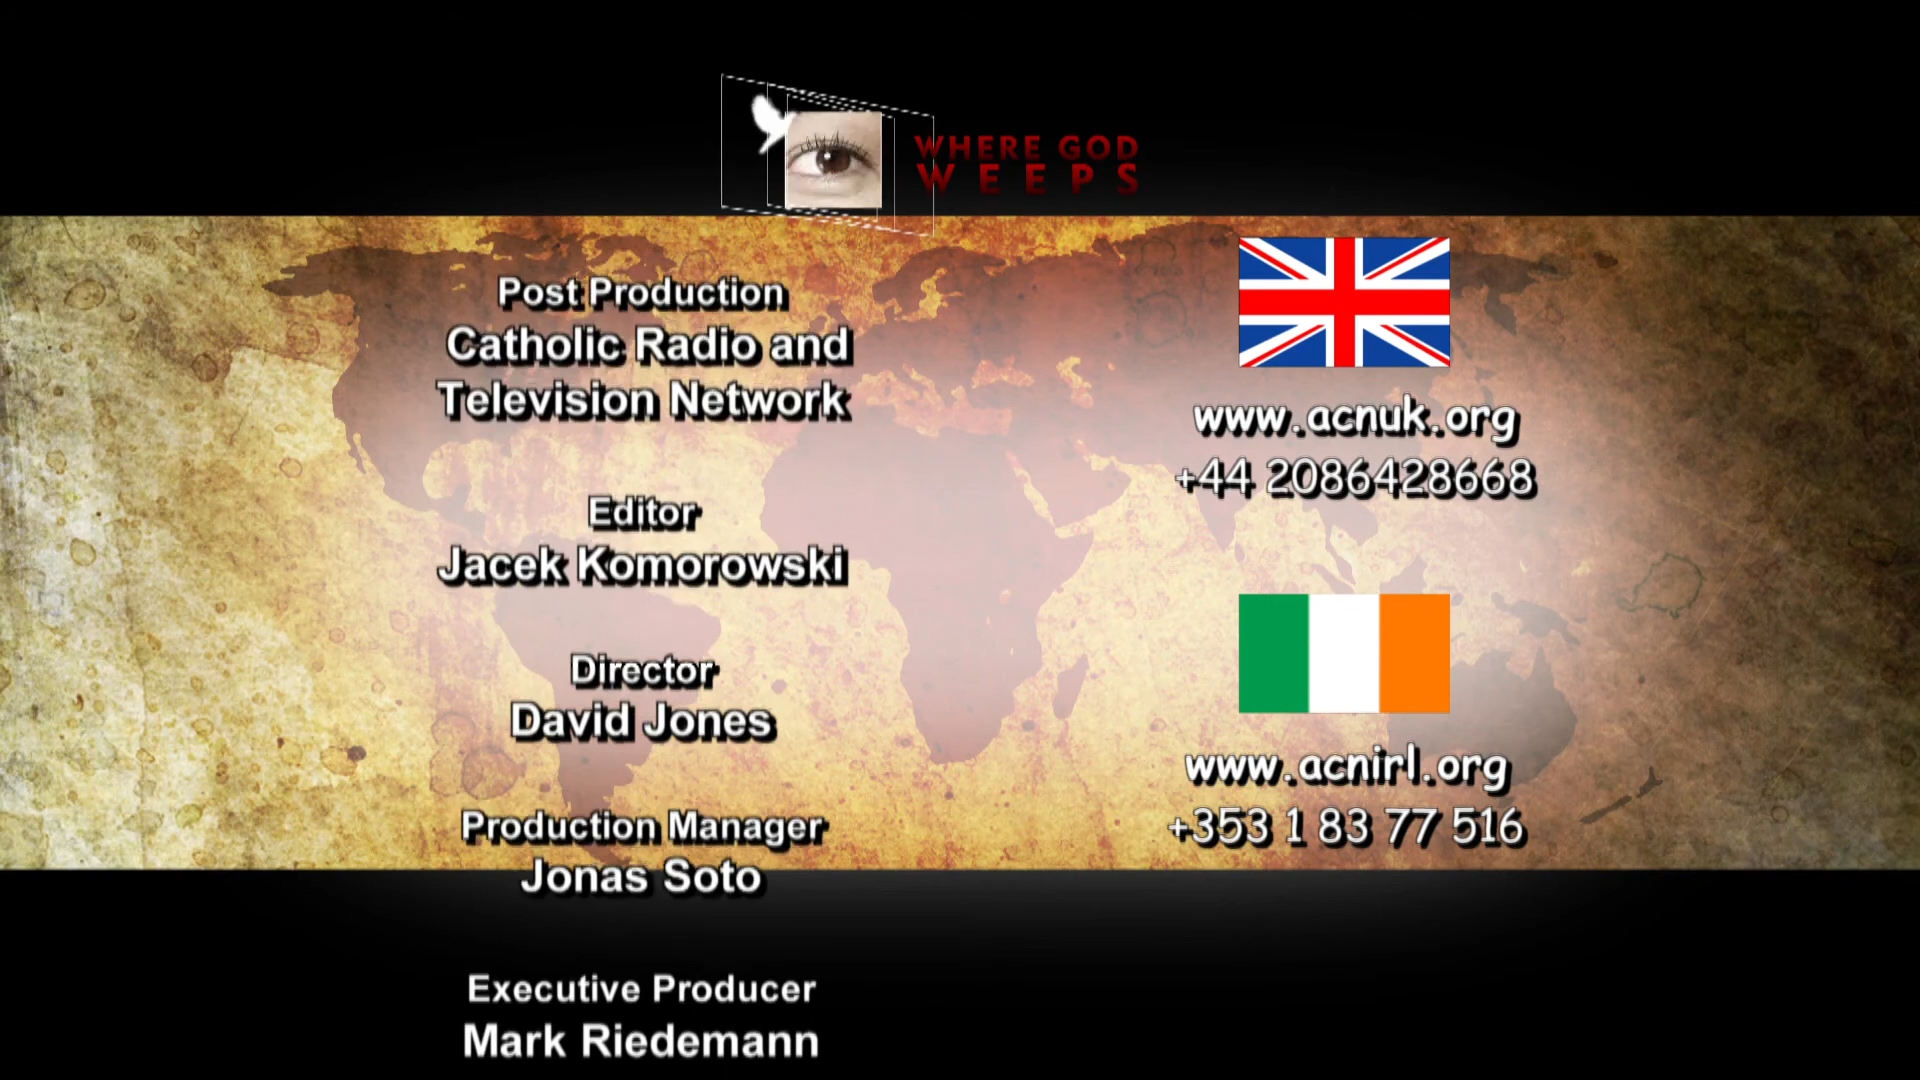 WHERE GOD
WEEPS
Post Production
Catholic Radio and
Television Network
Editor
Jacek Komorowski
Director
David Jones
Production Manager
Jonas Soto
Executive Producer
Mark Riedemann
www.acnuk.org
+44 2086428668
www.acnirl.org
+353 1 83 77 516